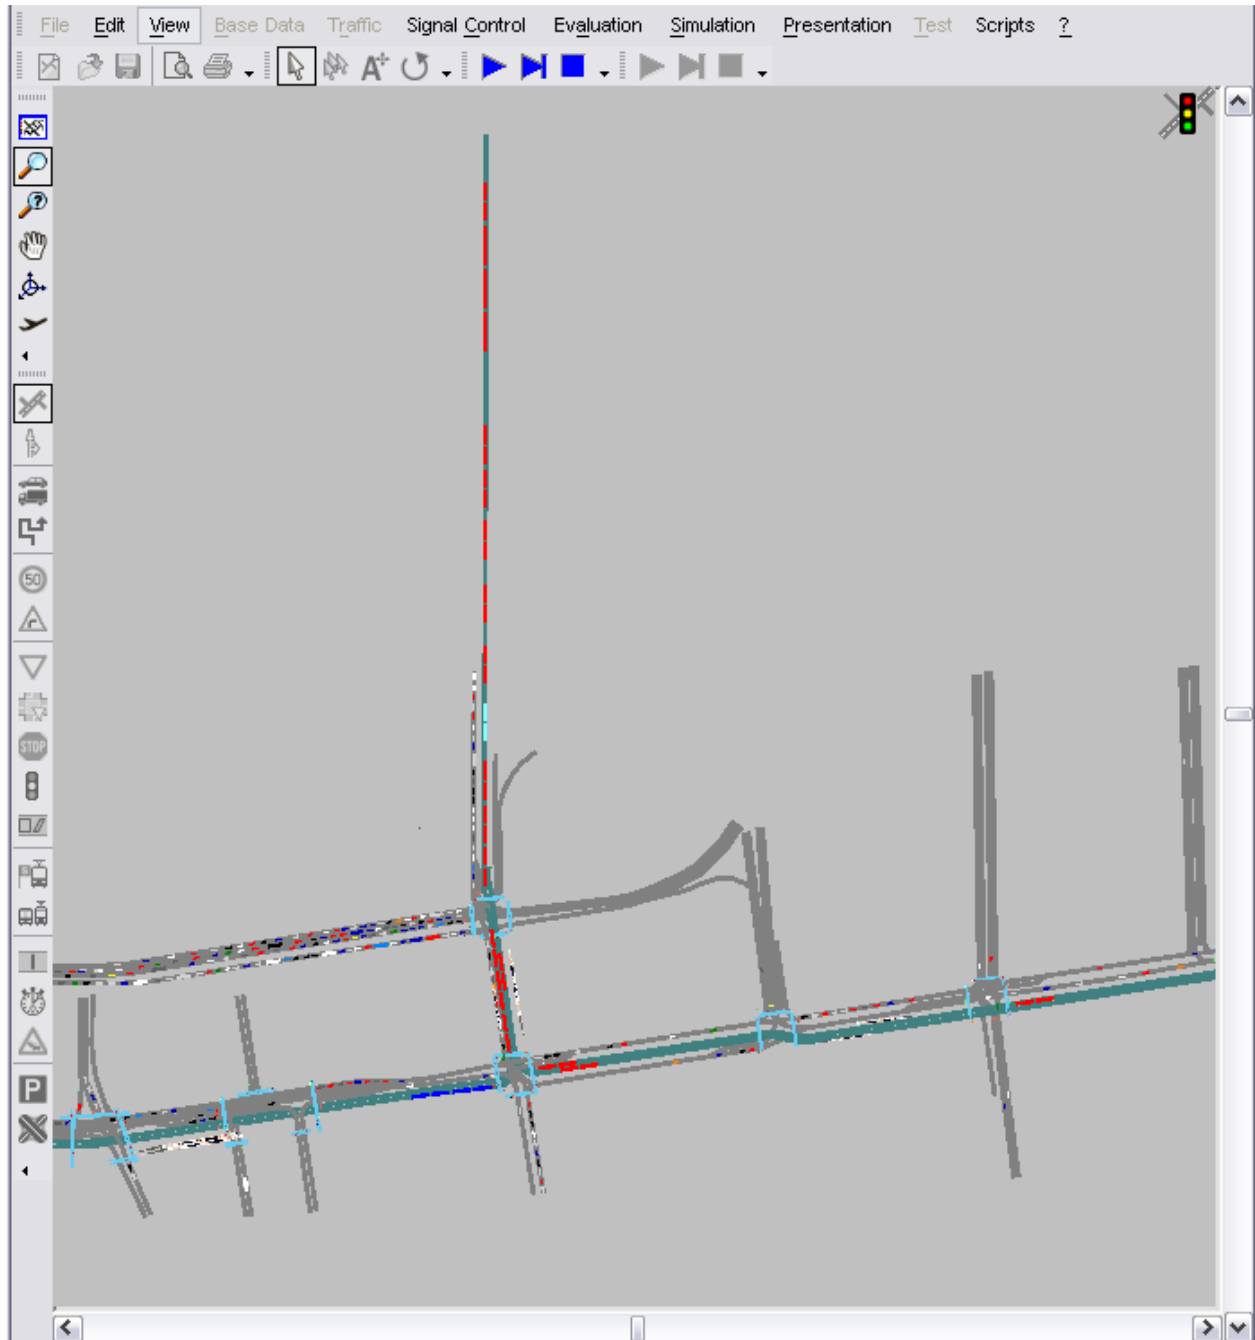 File Edit View Base Data Traffic Signal Control Evaluation Simulation Presentation Test Scripts ?
A+
50
STOP
P